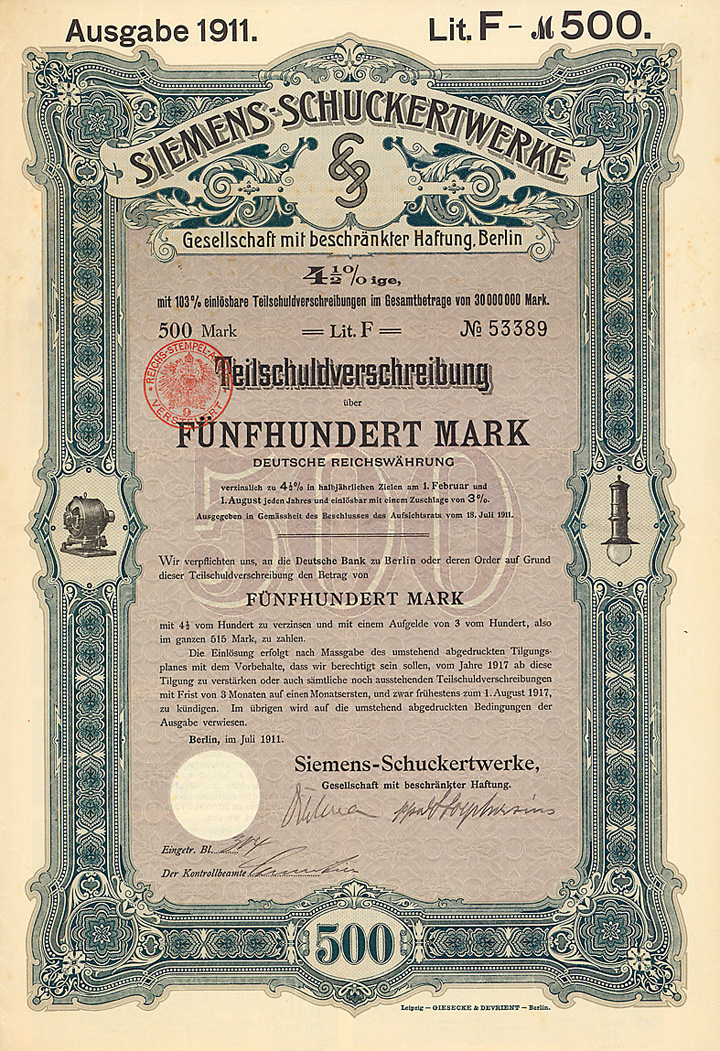 Ausgabe 1911.
Lit. F - ℳ 500.
SIEMENS-SCHUCKERTWERKE
Gesellschaft mit beschränkter Haftung, Berlin
4½% ige,
mit 103% einlösbare Teilschuldverschreibungen im Gesamtbetrage von 30 000 000 Mark.
500 Mark = Lit. F = № 53389
REICHS-STEMPEL-A
VERSTEUERT
9
Teilschuldverschreibung
über
FÜNFHUNDERT MARK
DEUTSCHE REICHSWÄHRUNG
verzinslich zu 4½% in halbjährlichen Zielen am 1. Februar und
1. August jeden Jahres und einlösbar mit einem Zuschlage von 3%.
Ausgegeben in Gemässheit des Beschlusses des Aufsichtsrats vom 18. Juli 1911.
500
Wir verpflichten uns, an die Deutsche Bank zu Berlin oder deren Order auf Grund
dieser Teilschuldverschreibung den Betrag von
FÜNFHUNDERT MARK
mit 4½ vom Hundert zu verzinsen und mit einem Aufgelde von 3 vom Hundert, also
im ganzen 515 Mark, zu zahlen.
Die Einlösung erfolgt nach Massgabe des umstehend abgedruckten Tilgungs-
planes mit dem Vorbehalte, dass wir berechtigt sein sollen, vom Jahre 1917 ab diese
Tilgung zu verstärken oder auch sämtliche noch ausstehenden Teilschuldverschreibungen
mit Frist von 3 Monaten auf einen Monatsersten, und zwar frühestens zum 1. August 1917,
zu kündigen. Im übrigen wird auf die umstehend abgedruckten Bedingungen der
Ausgabe verwiesen.
Berlin, im Juli 1911.
Siemens-Schuckertwerke,
Gesellschaft mit beschränkter Haftung.
Eingetr. Bl.
Der Kontrollbeamte
500
Leipzig — GIESECKE & DEVRIENT — Berlin.